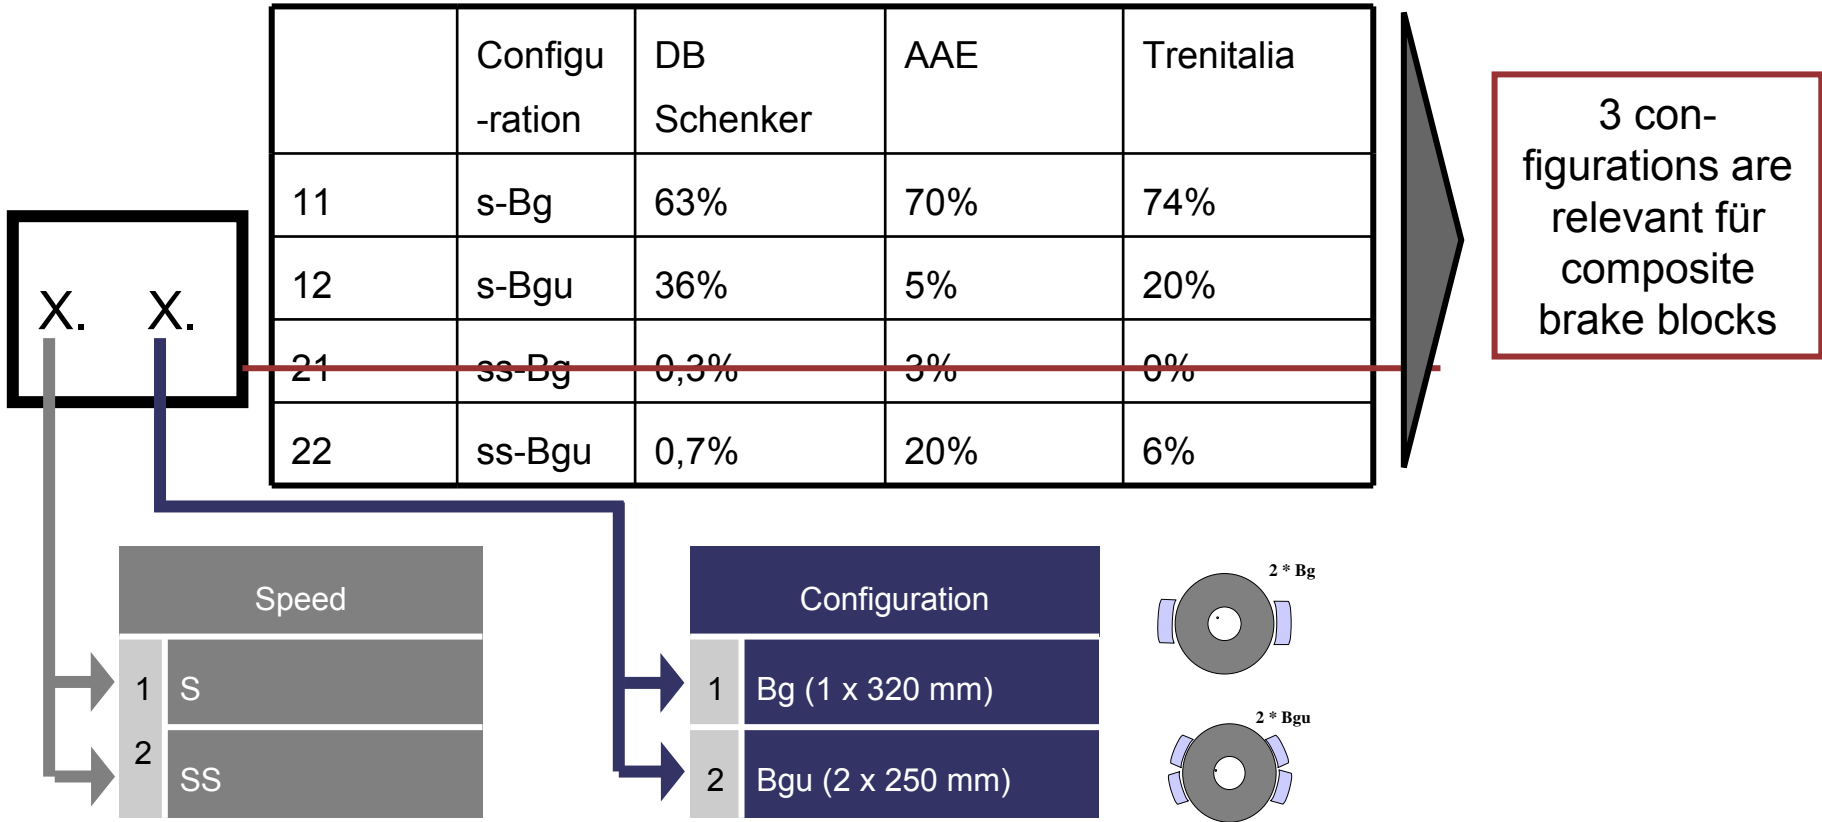 Configu DB AAE Trenitalia
-ration Schenker
11 s-Bg 63% 70% 74%
12 s-Bgu 36% 5% 20%
21 ss-Bg 0,3% 3% 0%
22 ss-Bgu 0,7% 20% 6%
3 con-
figurations are
relevant für
composite
brake blocks
X. X.
Speed
1 S
2 SS
Configuration
1 Bg (1 x 320 mm)
2 Bgu (2 x 250 mm)
2 * Bg
2 * Bgu